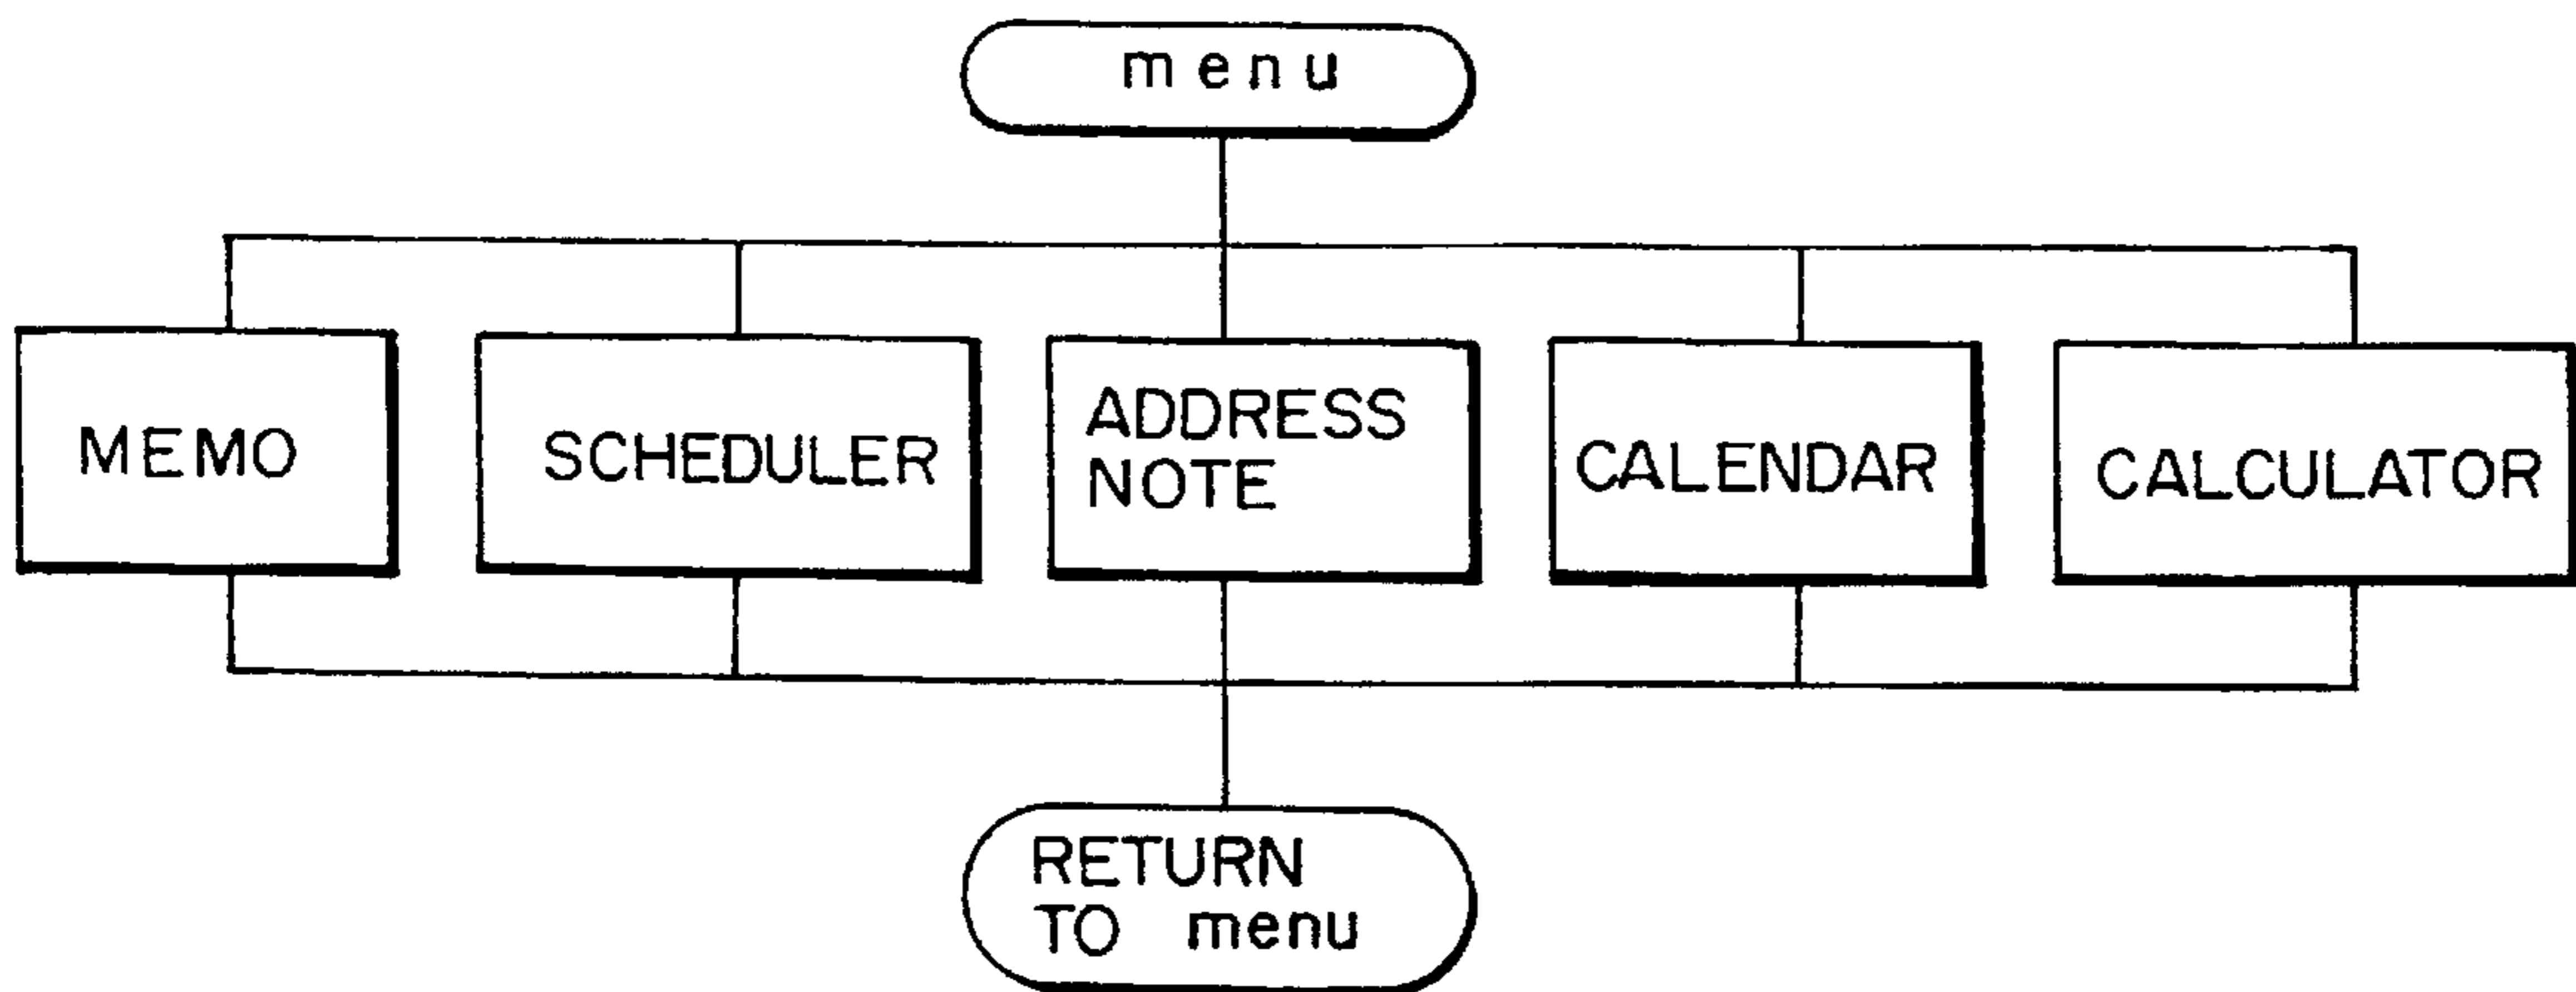 menu
MEMO
SCHEDULER
ADDRESS
NOTE
CALENDAR
CALCULATOR
RETURN
TO menu